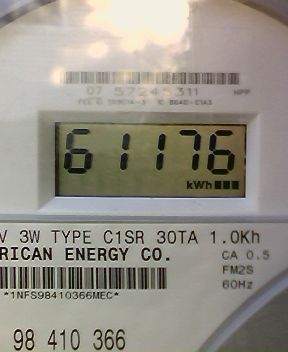 07 57245311 HPP
61176
kWh
V 3W TYPE C1SR 30TA 1.0Kh
RICAN ENERGY CO. CA 0.5
FM2S
60Hz
*1NFS98410366MEC*
98 410 366